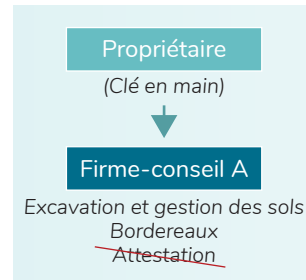 Propriétaire
(Clé en main)
Firme-conseil A
Excavation et gestion des sols
Bordereaux
Attestation